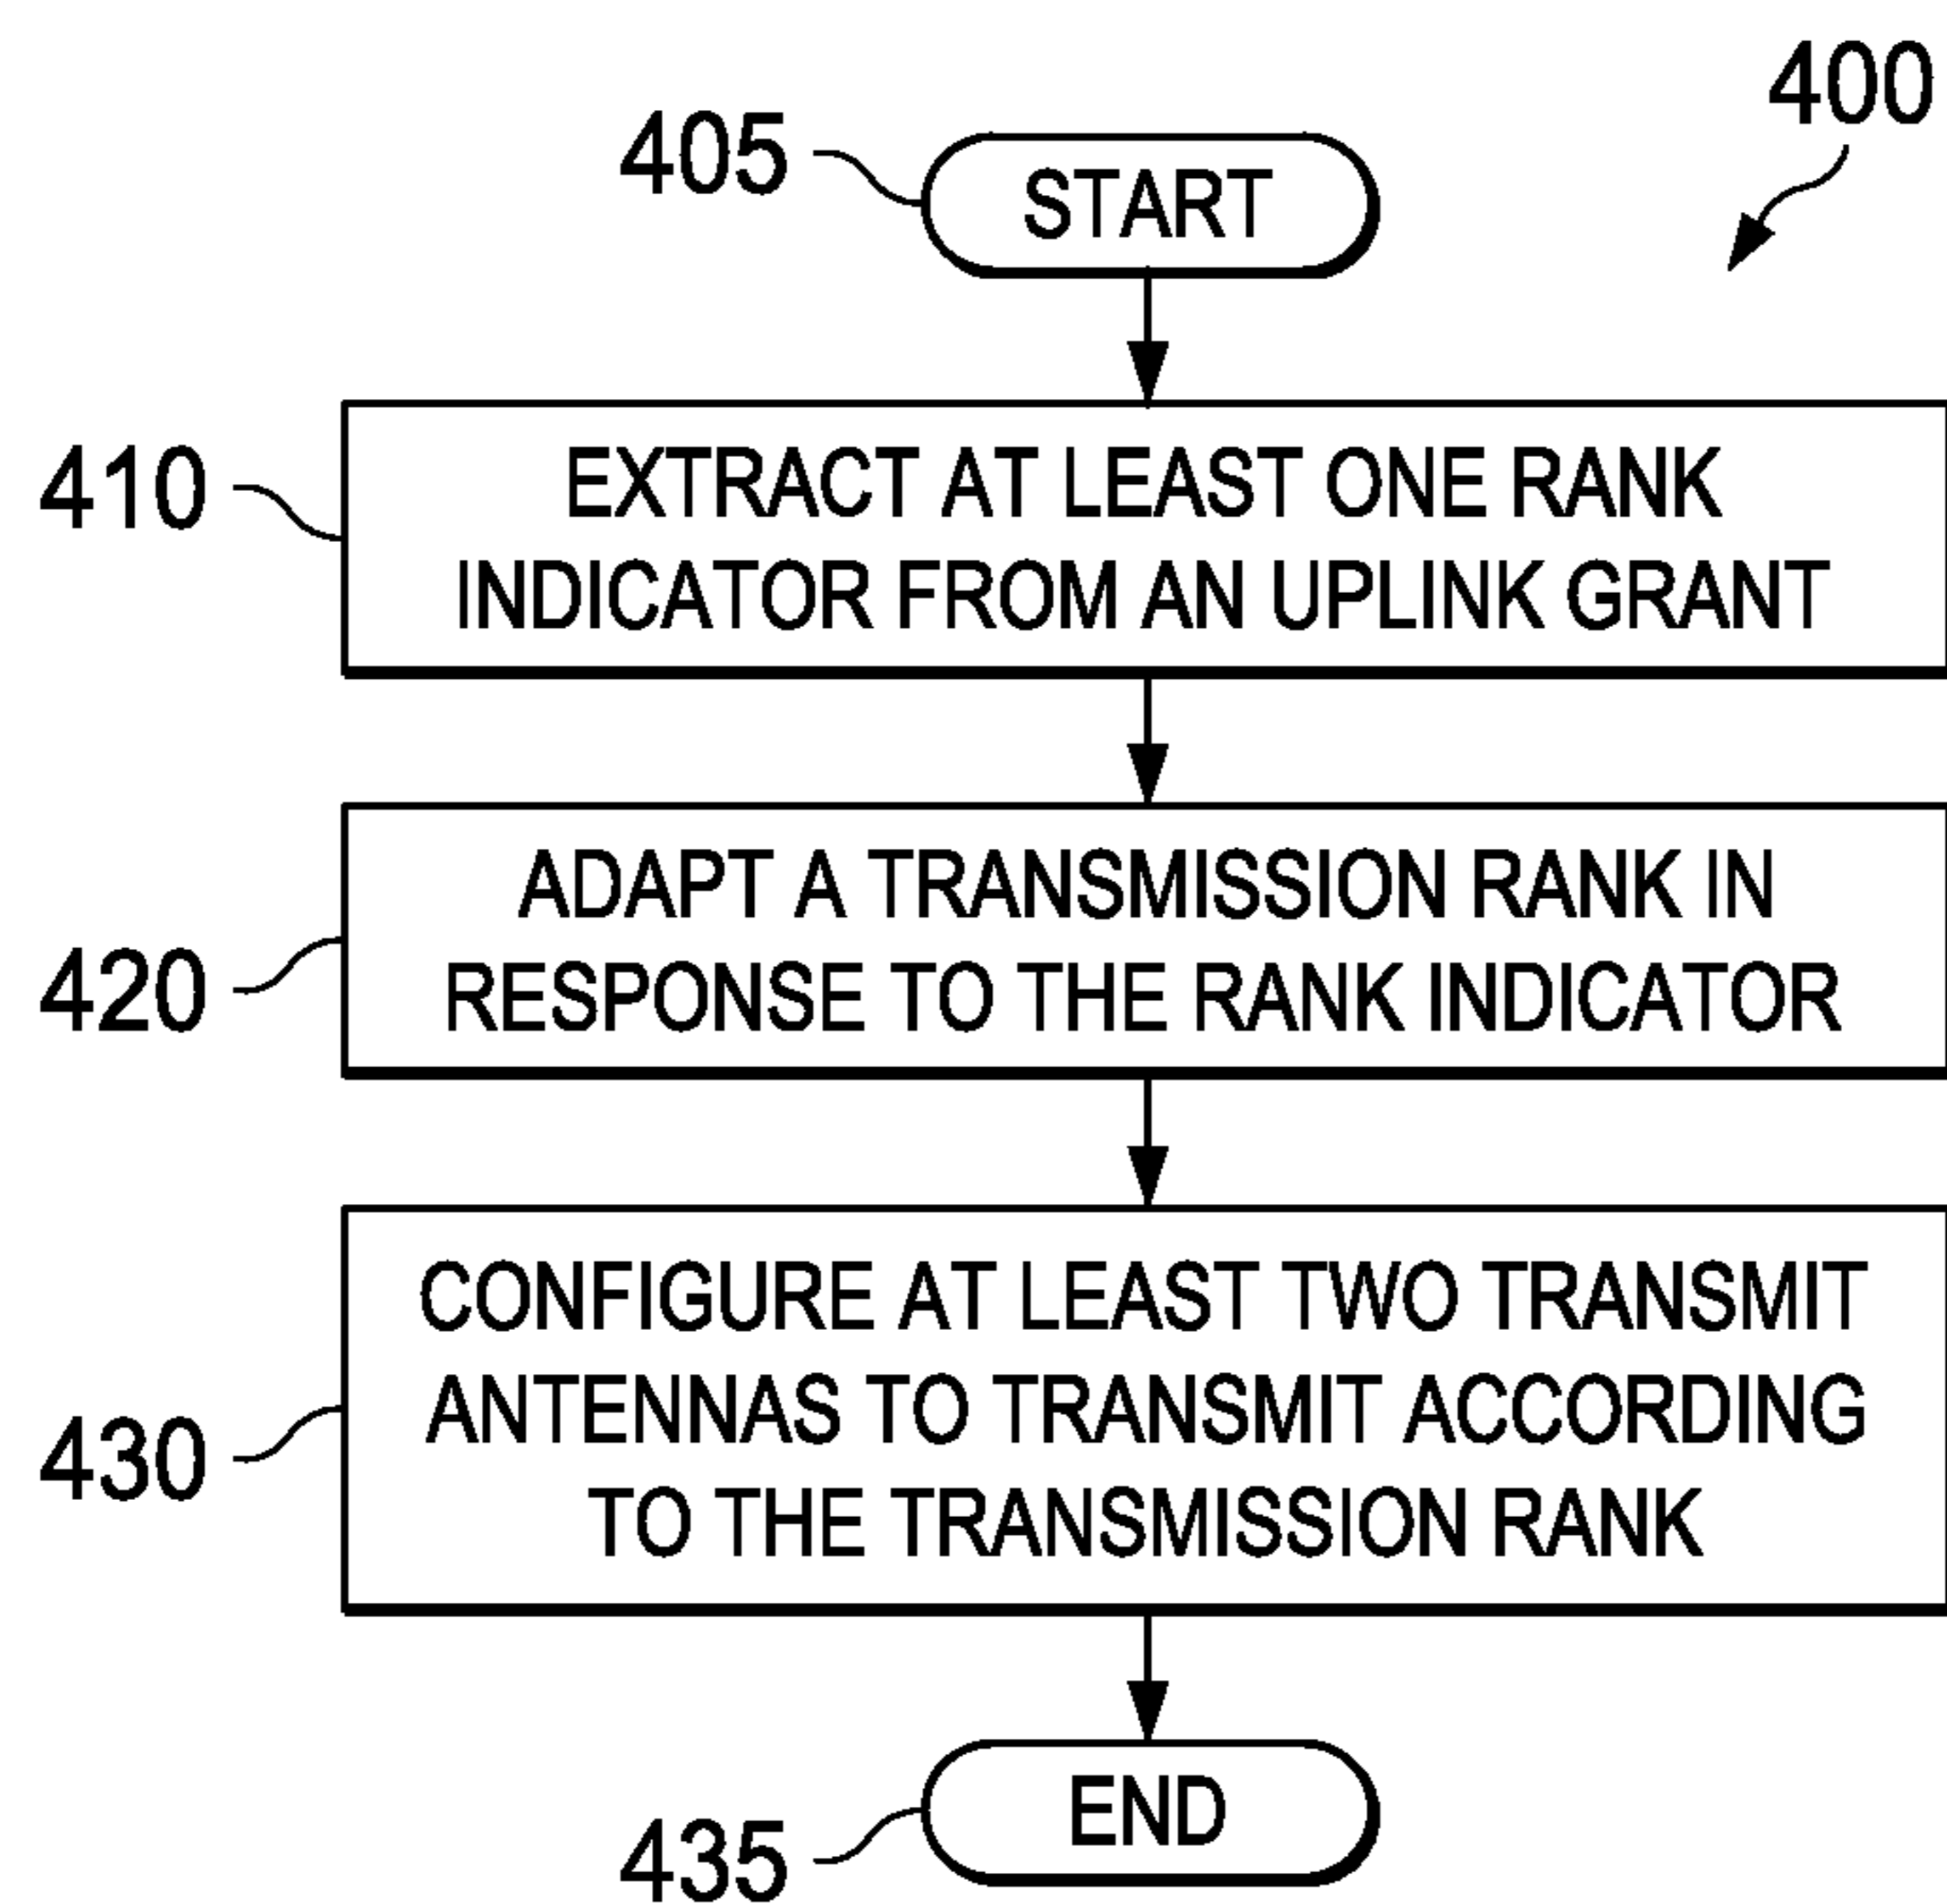 400
405
START
410
EXTRACT AT LEAST ONE RANK
INDICATOR FROM AN UPLINK GRANT
420
ADAPT A TRANSMISSION RANK IN
RESPONSE TO THE RANK INDICATOR
430
CONFIGURE AT LEAST TWO TRANSMIT
ANTENNAS TO TRANSMIT ACCORDING
TO THE TRANSMISSION RANK
435
END